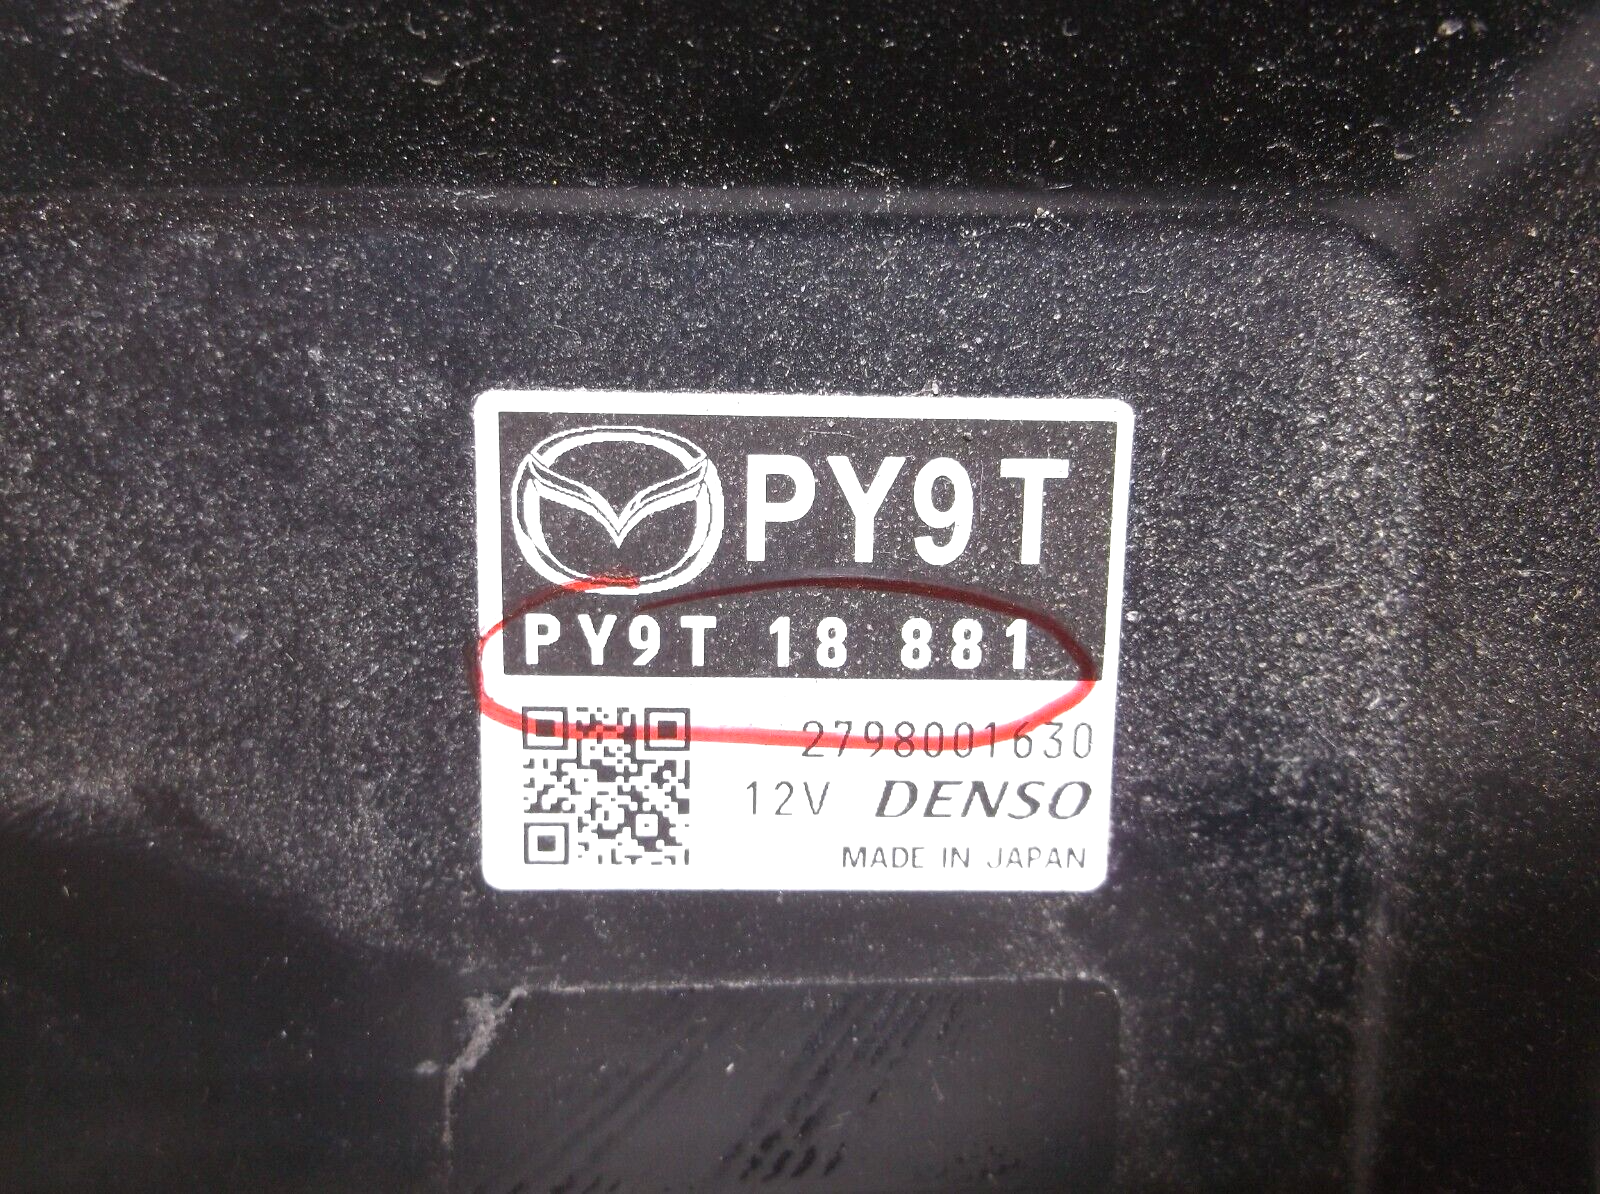 PY9T
PY9T 18 881
2798001630
12V DENSO
MADE IN JAPAN